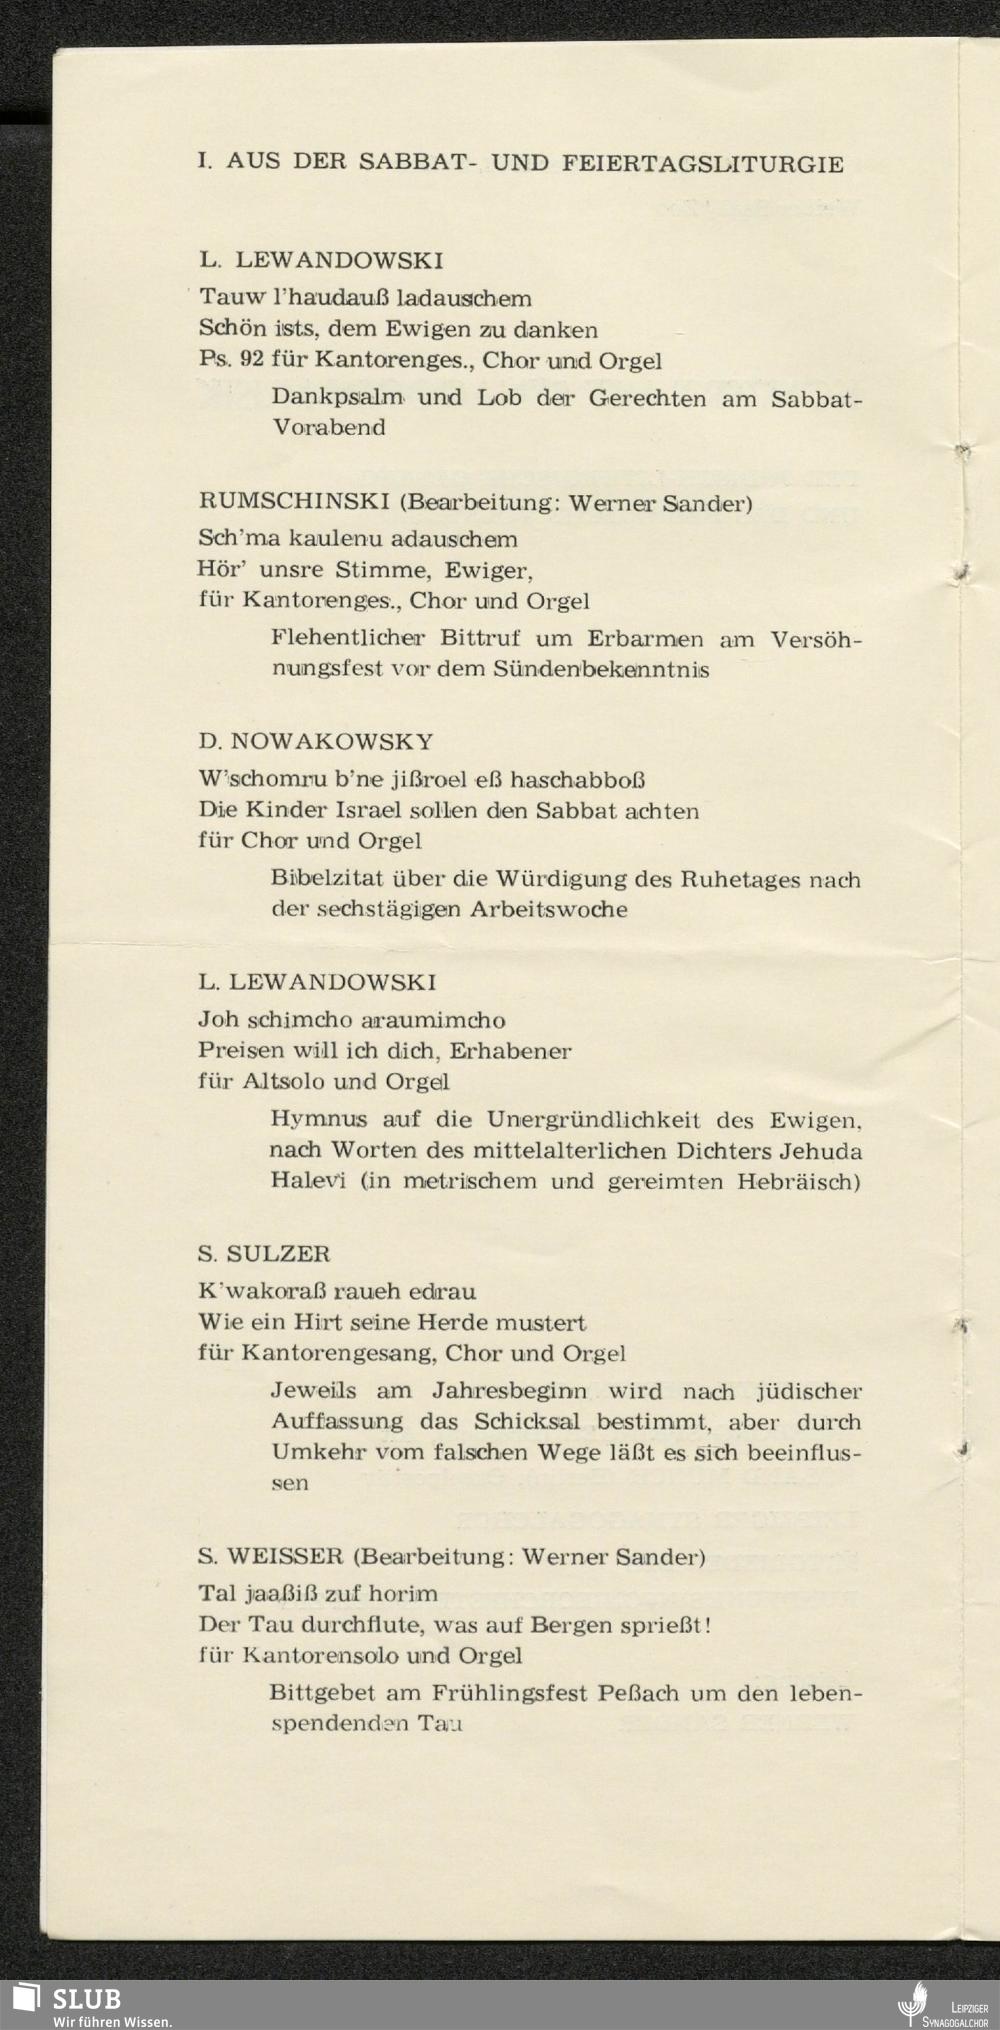 I. AUS DER SABBAT- UND FEIERTAGSLITURGIE
L. LEWANDOWSKI
Tauw l'haudauß ladauschem
Schön ists, dem Ewigen zu danken
Ps. 92 für Kantorenges., Chor und Orgel
Dankpsalm und Lob der Gerechten am Sabbat-
Vorabend
RUMSCHINSKI (Bearbeitung: Werner Sander)
Sch'ma kaulenu adauschem
Hör' unsre Stimme, Ewiger,
für Kantorenges., Chor und Orgel
Flehentlicher Bittruf um Erbarmen am Versöh-
nungsfest vor dem Sündenbekenntnis
D. NOWAKOWSKY
W'schomru b'ne jißroel eß haschabboß
Die Kinder Israel sollen den Sabbat achten
für Chor und Orgel
Bibelzitat über die Würdigung des Ruhetages nach
der sechstägigen Arbeitswoche
L. LEWANDOWSKI
Joh schimcho araumimcho
Preisen will ich dich, Erhabener
für Altsolo und Orgel
Hymnus auf die Unergründlichkeit des Ewigen,
nach Worten des mittelalterlichen Dichters Jehuda
Halevi (in metrischem und gereimten Hebräisch)
S. SULZER
K'wakoraß raueh edrau
Wie ein Hirt seine Herde mustert
für Kantorengesang, Chor und Orgel
Jeweils am Jahresbeginn wird nach jüdischer
Auffassung das Schicksal bestimmt, aber durch
Umkehr vom falschen Wege läßt es sich beeinflus-
sen
S. WEISSER (Bearbeitung: Werner Sander)
Tal jaaßiß zuf horim
Der Tau durchflute, was auf Bergen sprießt!
für Kantorensolo und Orgel
Bittgebet am Frühlingsfest Peßach um den leben-
spendenden Tau
SLUB
Wir führen Wissen.
LEIPZIGER
SYNAGOGALCHOR